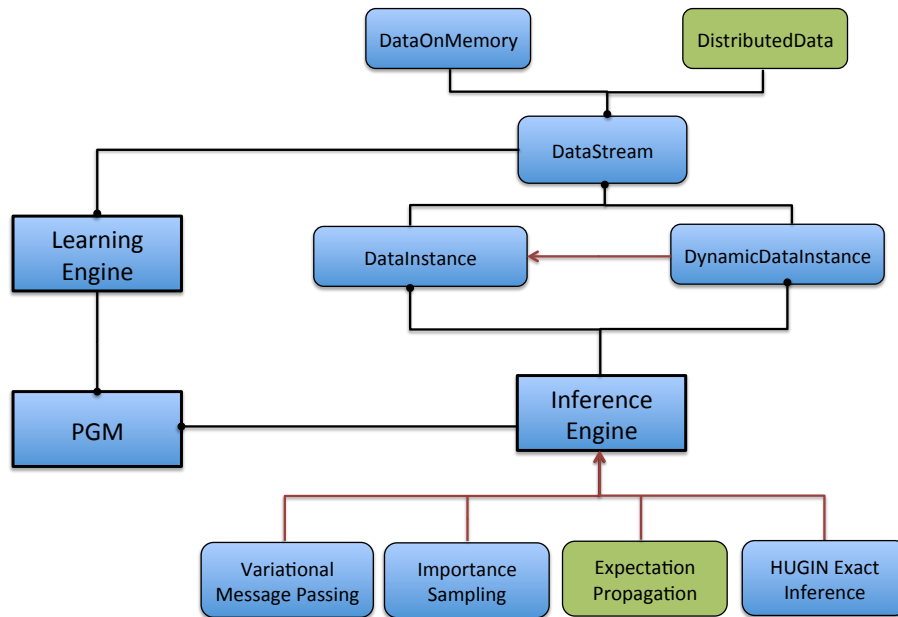 DataOnMemory
DistributedData
DataStream
Learning
Engine
DataInstance
DynamicDataInstance
PGM
Inference
Engine
Variational
Message Passing
Importance
Sampling
Expectation
Propagation
HUGIN Exact
Inference